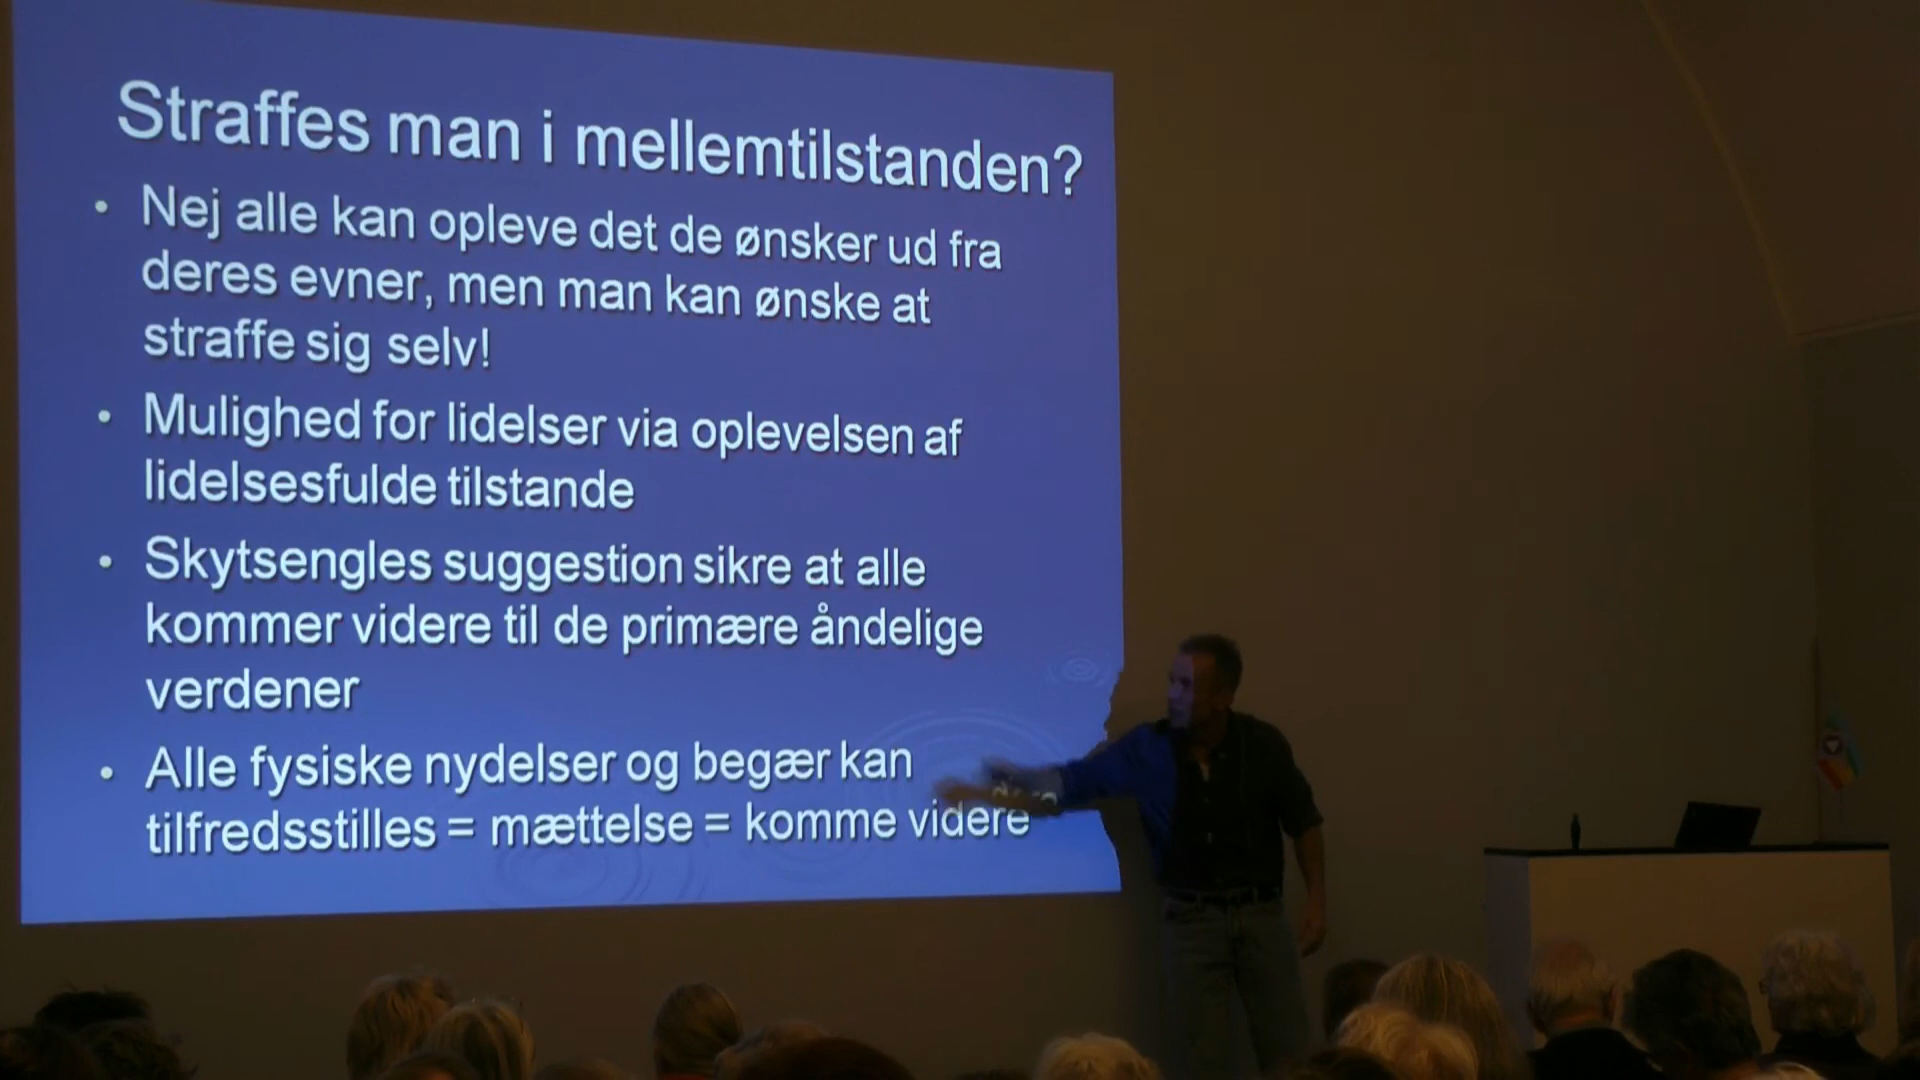 Straffes man i mellemtilstanden?
• Nej alle kan opleve det de ønsker ud fra
deres evner, men man kan ønske at
straffe sig selv!
• Mulighed for lidelser via oplevelsen af
lidelsesfulde tilstande
• Skytsengles suggestion sikre at alle
kommer videre til de primære åndelige
verdener
• Alle fysiske nydelser og begær kan
tilfredsstilles = mættelse = komme videre